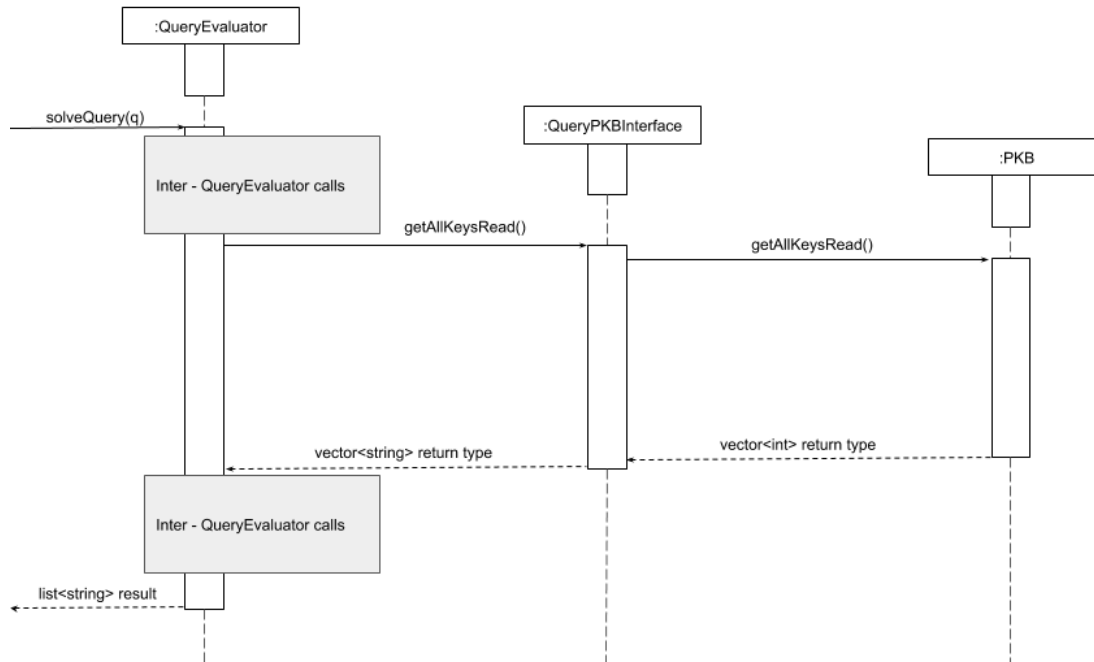 :QueryEvaluator
solveQuery(q)
:QueryPKBInterface
:PKB
Inter - QueryEvaluator calls
getAllKeysRead()
getAllKeysRead()
vector<int> return type
vector<string> return type
Inter - QueryEvaluator calls
list<string> result